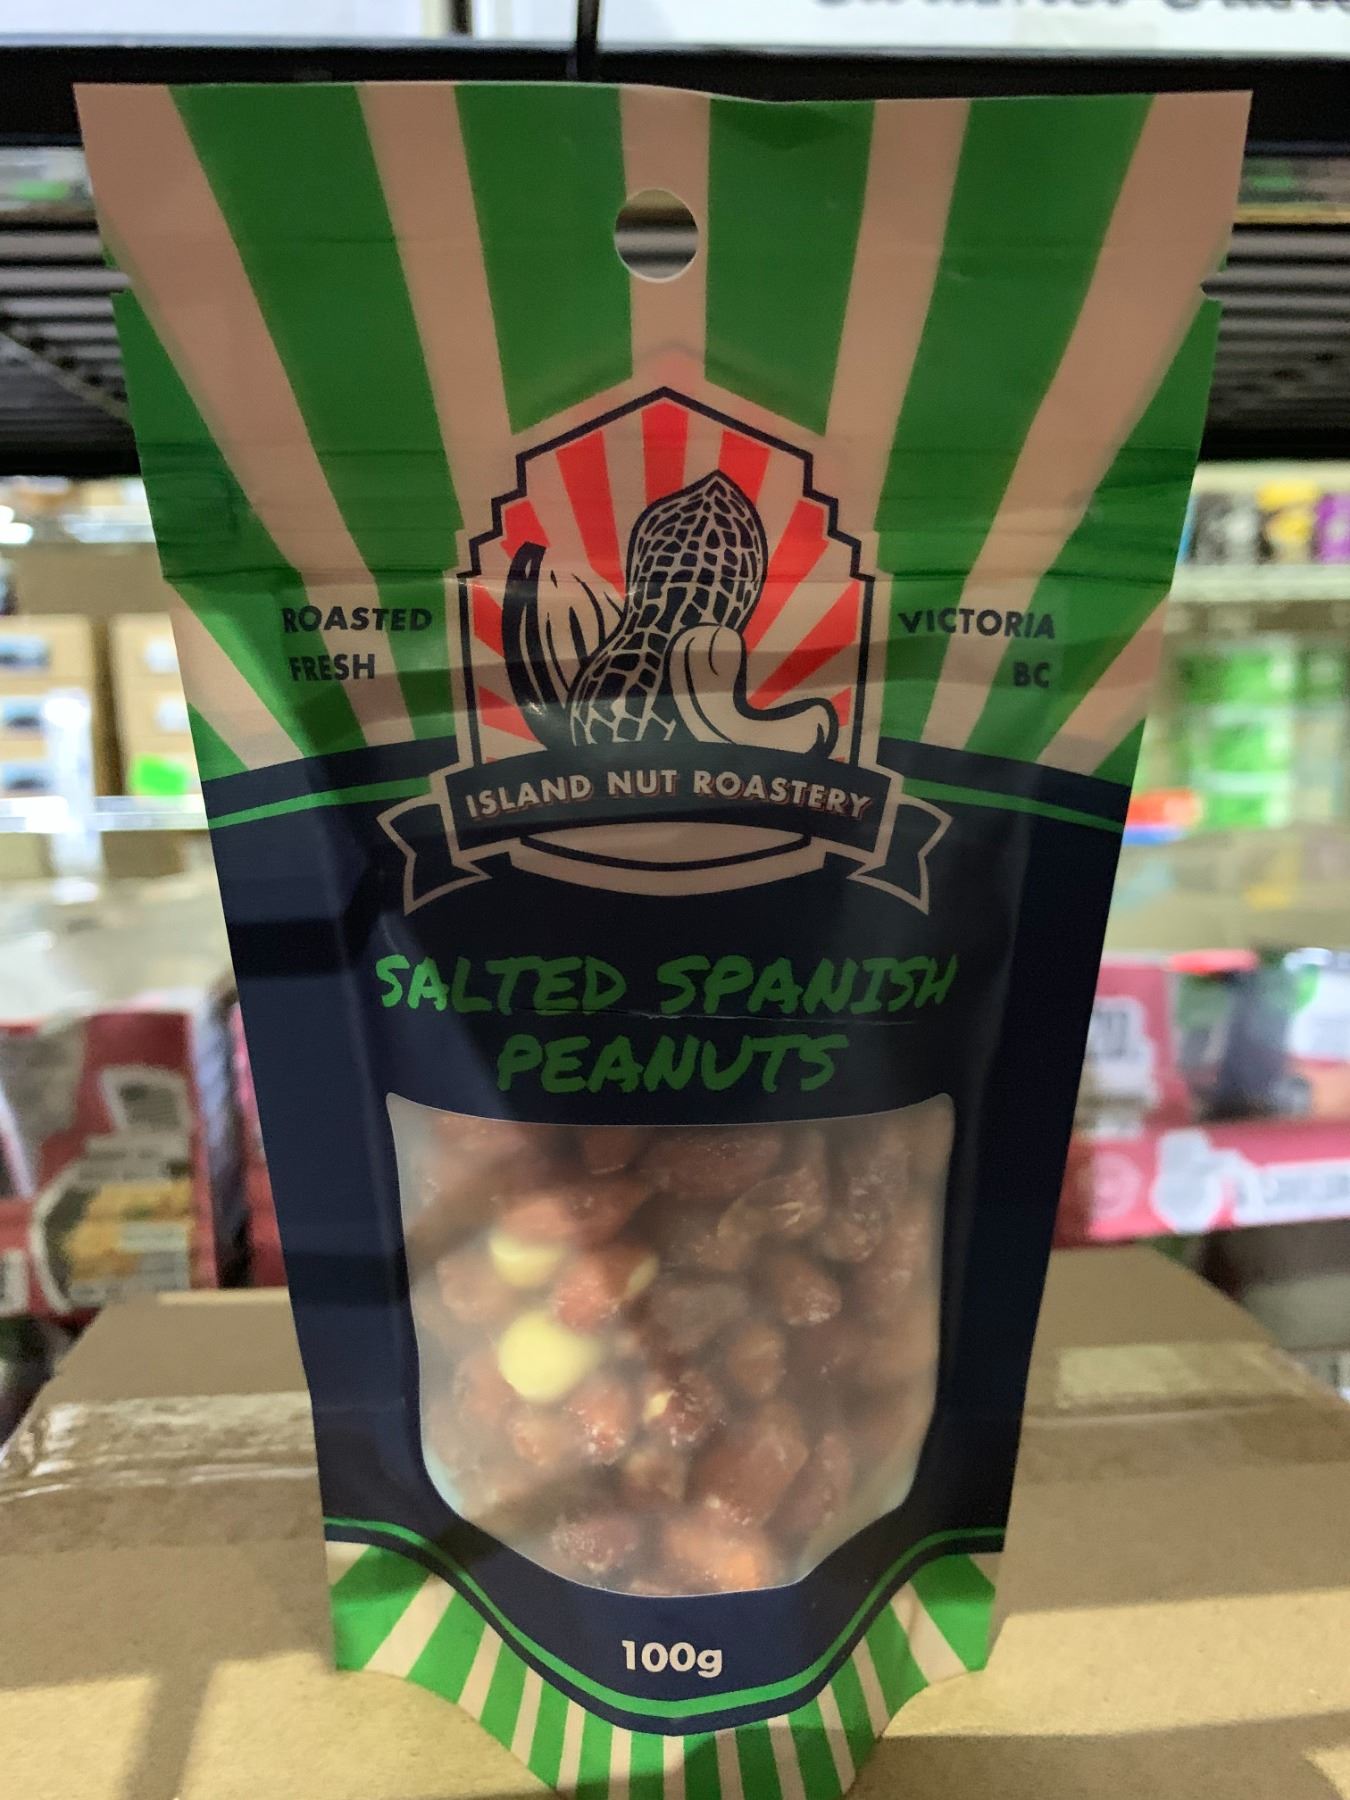 ROASTED
FRESH
VICTORIA
BC
ISLAND NUT ROASTERY
SALTED SPANISH
PEANUTS
100g